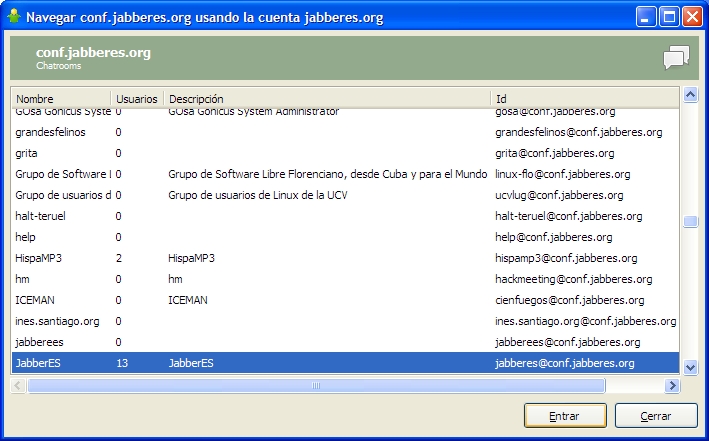 Navegar conf.jabberes.org usando la cuenta jabberes.org
conf.jabberes.org
Chatrooms
Nombre Usuarios Descripción Id
GOsa Gonicus Syste 0 GOsa Gonicus System Administrator gosa@conf.jabberes.org
grandesfelinos 0 grandesfelinos@conf.jabberes.org
grita 0 grita@conf.jabberes.org
Grupo de Software l 0 Grupo de Software Libre Florenciano, desde Cuba y para el Mundo linux-flo@conf.jabberes.org
Grupo de usuarios d 0 Grupo de usuarios de Linux de la UCV ucvlug@conf.jabberes.org
halt-teruel 0 halt-teruel@conf.jabberes.org
help 0 help@conf.jabberes.org
HispaMP3 2 HispaMP3 hispamp3@conf.jabberes.org
hm 0 hm hackmeeting@conf.jabberes.org
ICEMAN 0 ICEMAN cienfuegos@conf.jabberes.org
ines.santiago.org 0 ines.santiago.org@conf.jabberes.org
jabberees 0 jabberees@conf.jabberes.org
JabberES 13 JabberES jabberes@conf.jabberes.org
Entrar Cerrar